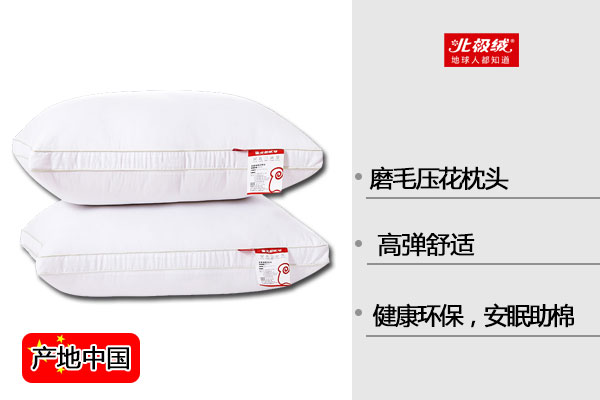 北极绒
地球人都知道
磨毛压花枕头
高弹舒适
健康环保，安眠助棉
产地中国